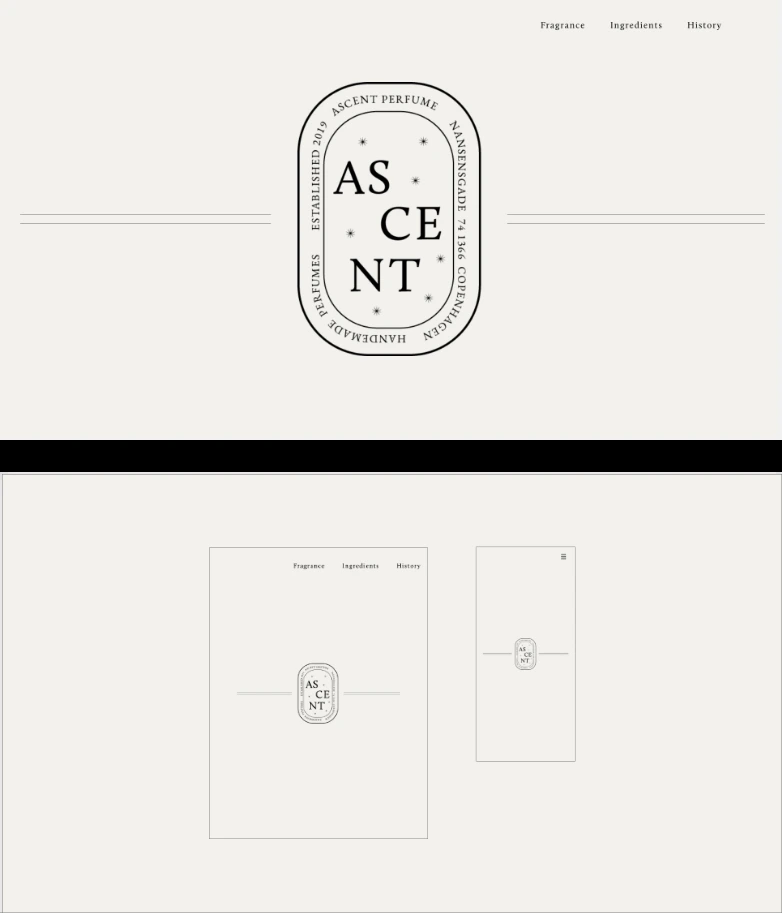 Fragrance Ingredients History
ASCENT PERFUME
NANSENSGADE 74 1366 COPENHAGEN
HANDEMADE PERFUMES
ESTABLISHED 2019
AS
CE
NT
Fragrance Ingredients History
AS
CE
NT
AS
CE
NT